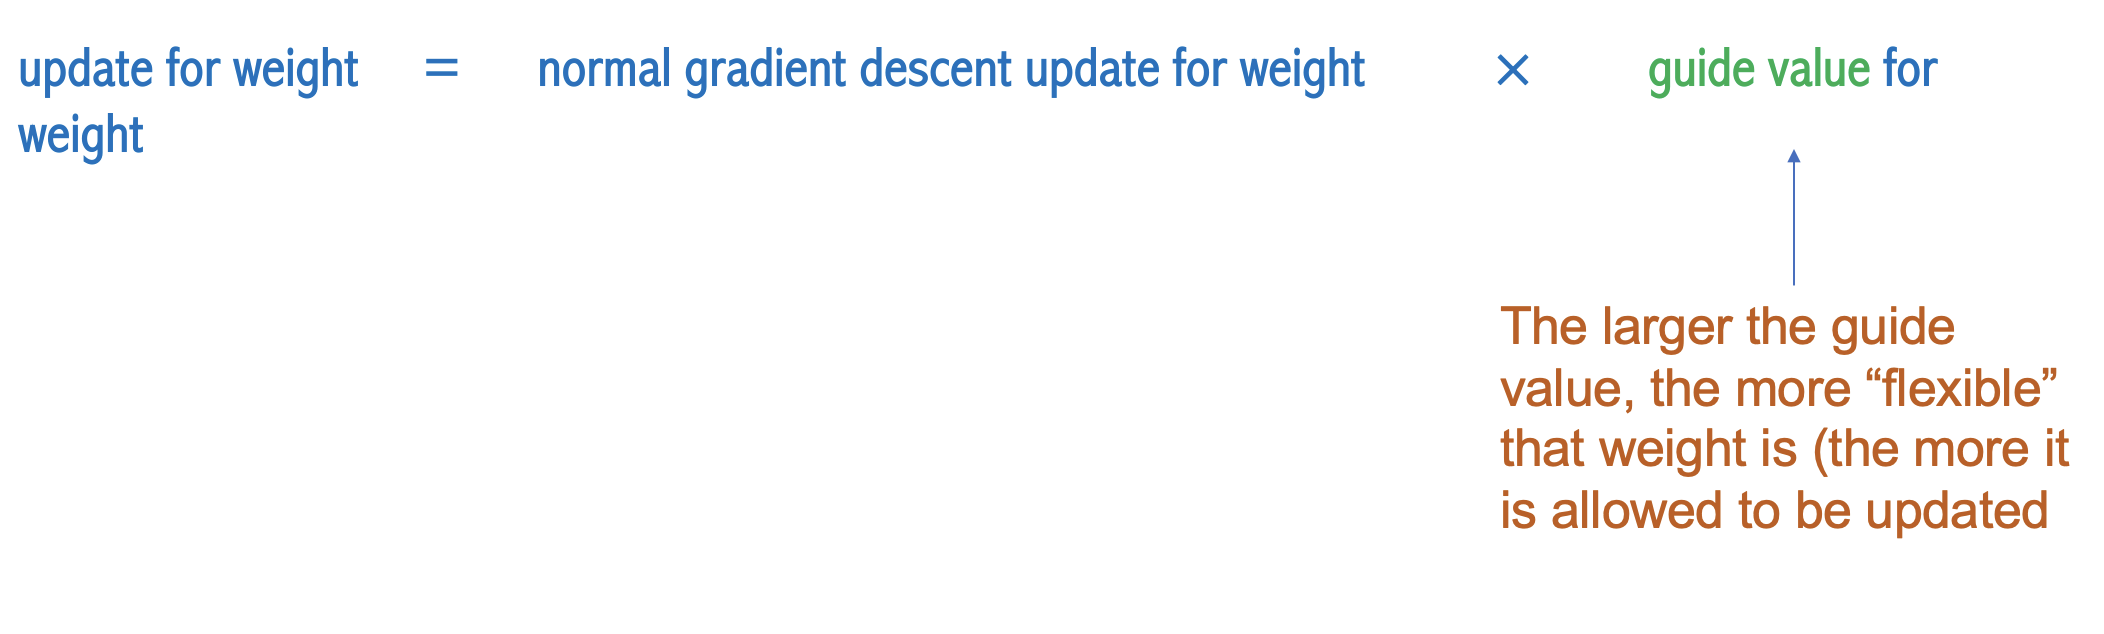 update for weight = normal gradient descent update for weight × guide value for
weight
The larger the guide
value, the more “flexible”
that weight is (the more it
is allowed to be updated